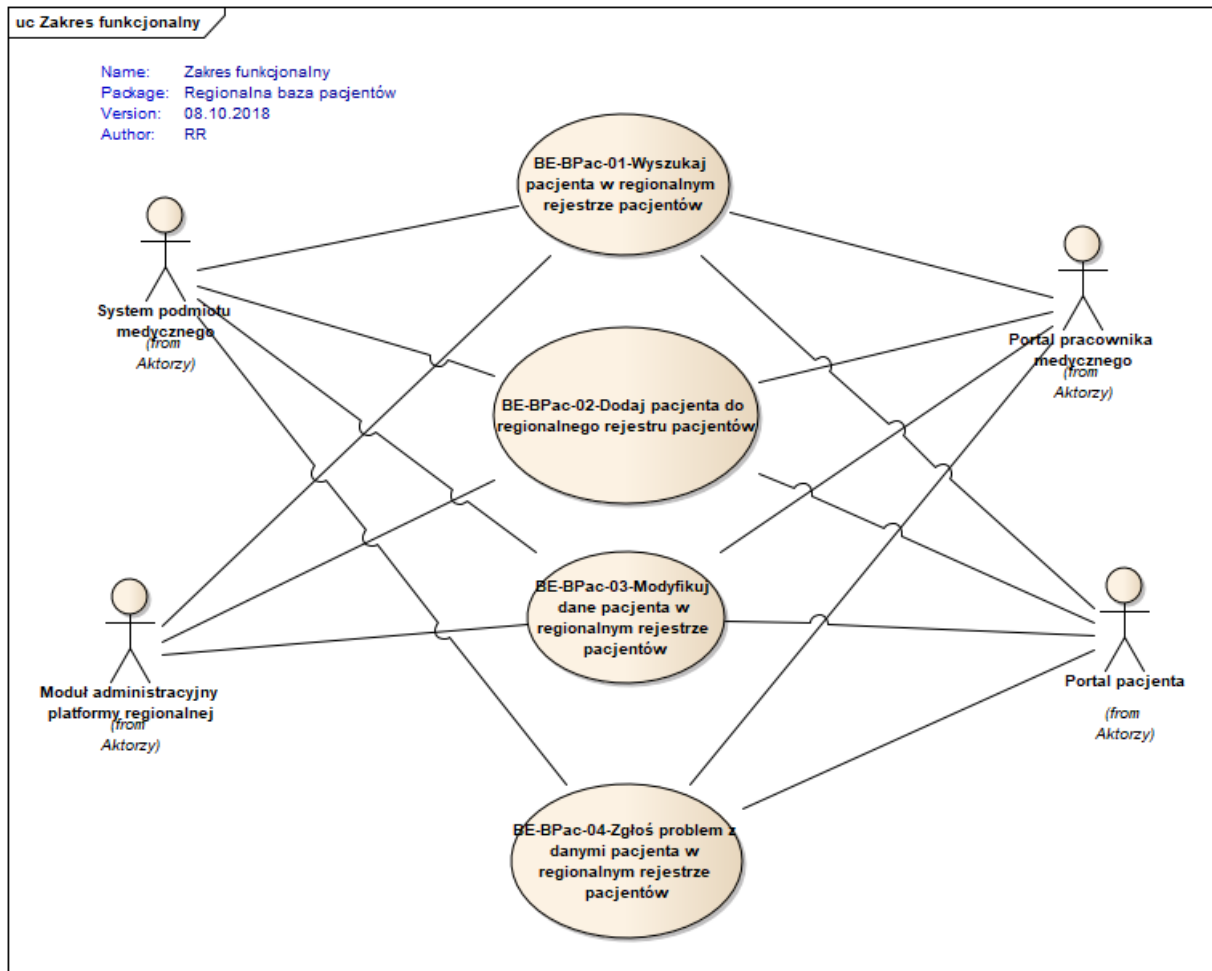 uc Zakres funkcjonalny
Name: Zakres funkcjonalny
Package: Regionalna baza pacjentów
Version: 08.10.2018
Author: RR
BE-BPac-01-Wyszukaj
pacjenta w regionalnym
rejestrze pacjentów
System podmiotu
medycznego
(from
Aktorzy)
Portal pracownika
medycznego
(from
Aktorzy)
BE-BPac-02-Dodaj pacjenta do
regionalnego rejestru pacjentów
BE-BPac-03-Modyfikuj
dane pacjenta w
regionalnym rejestrze
pacjentów
Moduł administracyjny
platformy regionalnej
(from
Aktorzy)
Portal pacjenta
(from
Aktorzy)
BE-BPac-04-Zgłoś problem z
danymi pacjenta w
regionalnym rejestrze
pacjentów